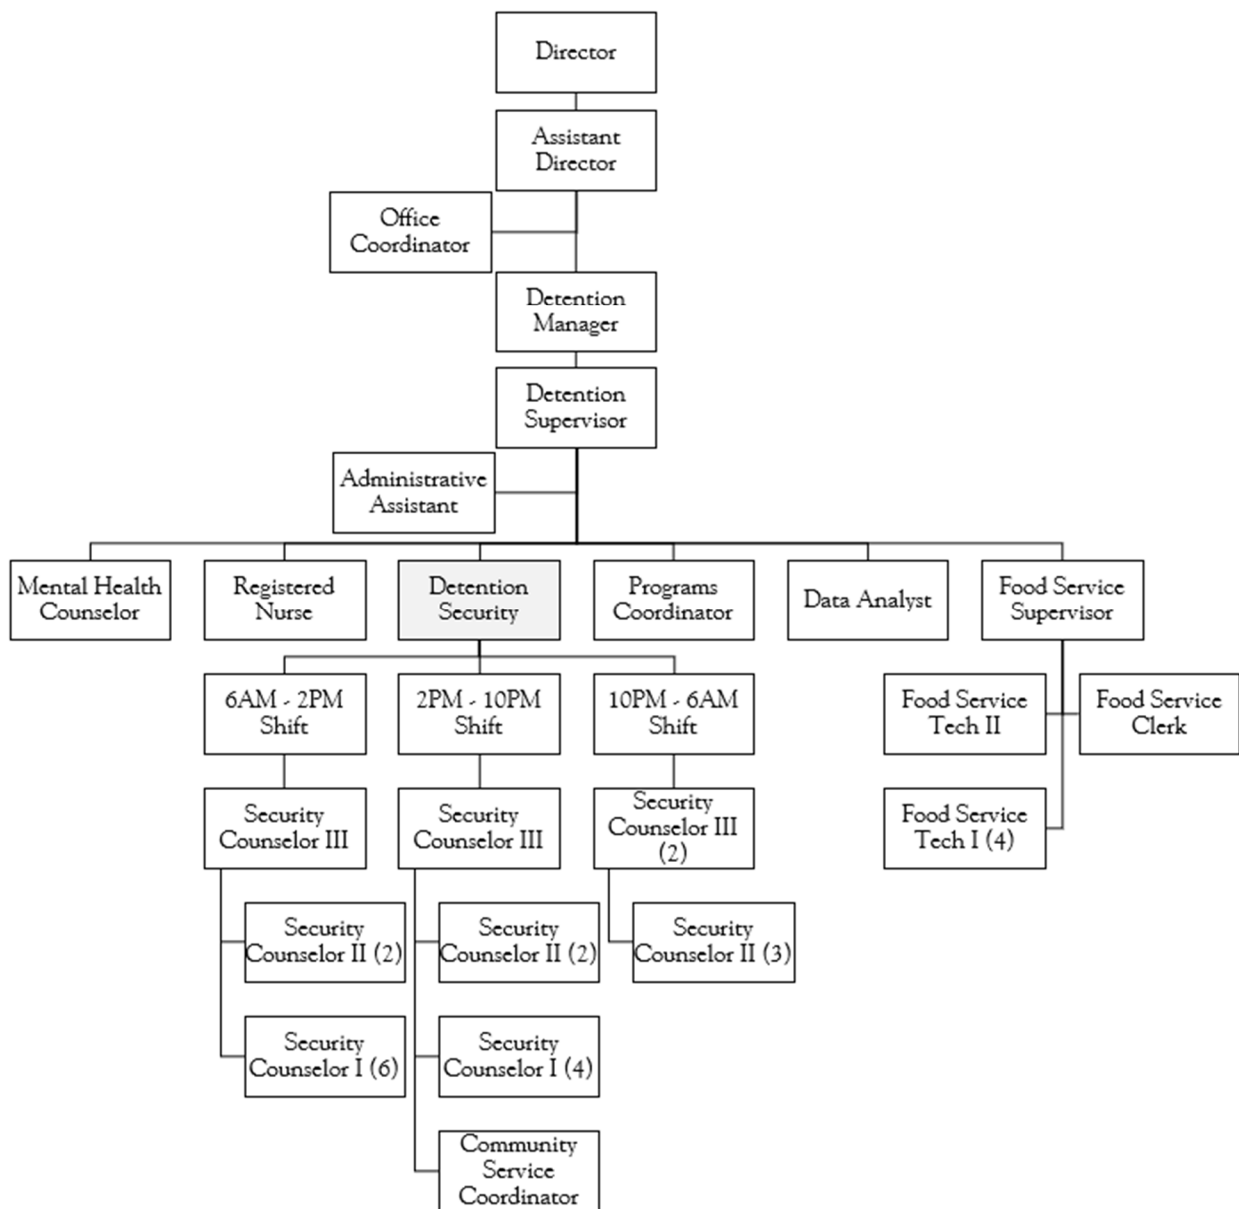 Director
Assistant
Director
Office
Coordinator
Detention
Manager
Detention
Supervisor
Administrative
Assistant
Mental Health
Counselor
Registered
Nurse
Detention
Security
Programs
Coordinator
Data Analyst
Food Service
Supervisor
6AM - 2PM
Shift
2PM - 10PM
Shift
10PM - 6AM
Shift
Food Service
Tech II
Food Service
Clerk
Security
Counselor III
Security
Counselor III
Security
Counselor III
(2)
Food Service
Tech I (4)
Security
Counselor II (2)
Security
Counselor II (2)
Security
Counselor II (3)
Security
Counselor I (6)
Security
Counselor I (4)
Community
Service
Coordinator